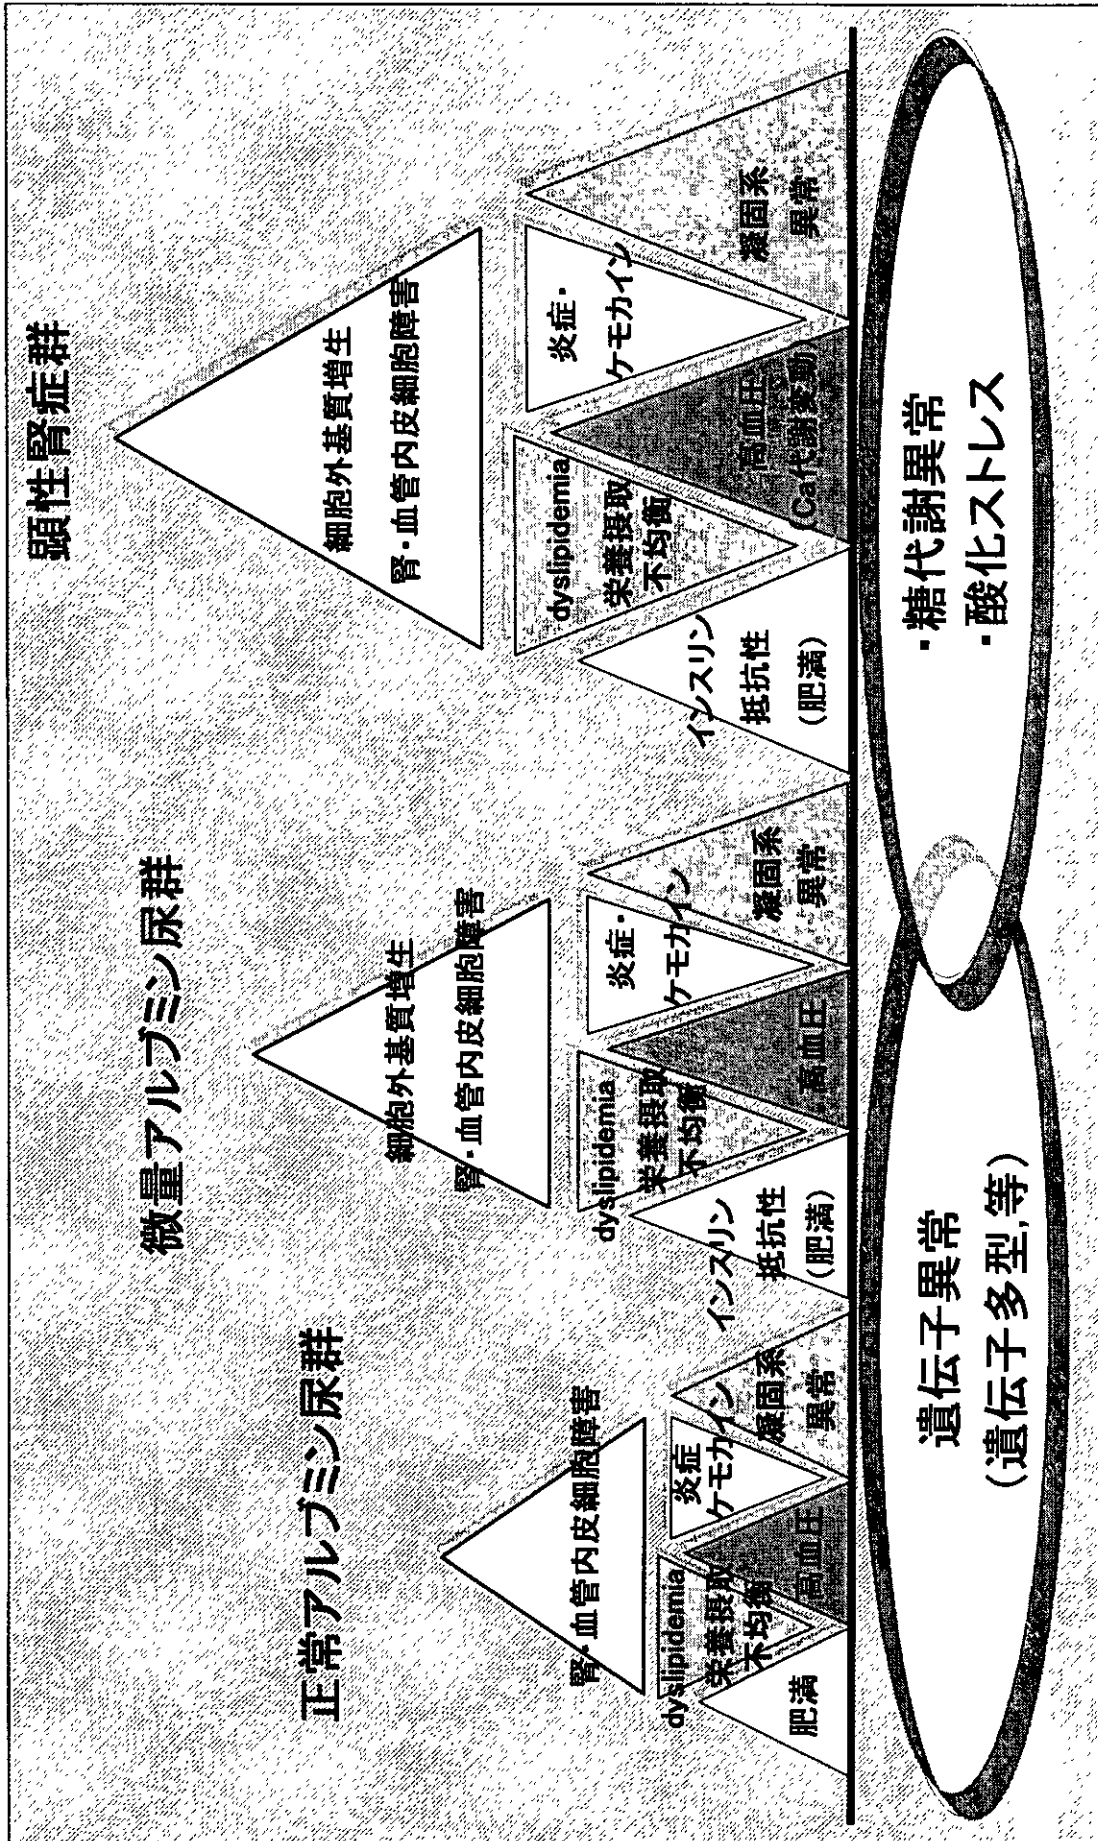 正常アルブミン尿群
腎・血管内皮細胞障害
dyslipidemia
栄養摂取
不均衡
炎症
ケモカイン
肥満
高血圧
凝固系
異常
微量アルブミン尿群
細胞外基質増生
腎・血管内皮細胞障害
dyslipidemia
栄養摂取
不均衡
炎症・
ケモカイン
インスリン
抵抗性
(肥満)
高血圧
凝固系
異常
顕性腎症群
細胞外基質増生
腎・血管内皮細胞障害
dyslipidemia
栄養摂取
不均衡
炎症・
ケモカイン
インスリン
抵抗性
(肥満)
高血圧
(Ca代謝変動)
凝固系
異常
遺伝子異常
(遺伝子多型,等)
・糖代謝異常
・酸化ストレス